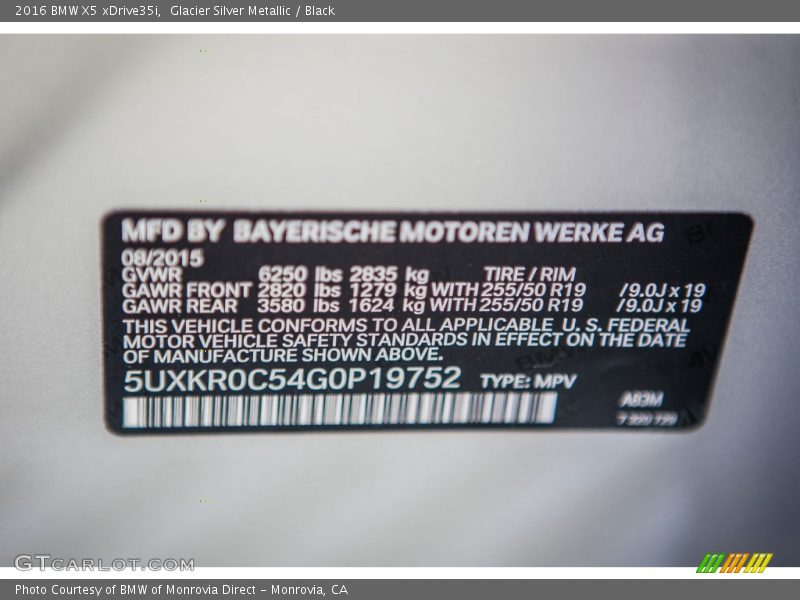 2016 BMW X5 xDrive35i,  Glacier Silver Metallic / Black
MFD BY BAYERISCHE MOTOREN WERKE AG
08/2015
GVWR 6250 lbs 2835 kg TIRE / RIM
GAWR FRONT 2820 lbs 1279 kg WITH 255/50 R19 /9.0J x 19
GAWR REAR 3580 lbs 1624 kg WITH 255/50 R19 /9.0J x 19
THIS VEHICLE CONFORMS TO ALL APPLICABLE U.S. FEDERAL
MOTOR VEHICLE SAFETY STANDARDS IN EFFECT ON THE DATE
OF MANUFACTURE SHOWN ABOVE.
5UXKR0C54G0P19752 TYPE: MPV
A83M
GTCARLOT.COM
Photo Courtesy of BMW of Monrovia Direct – Monrovia, CA